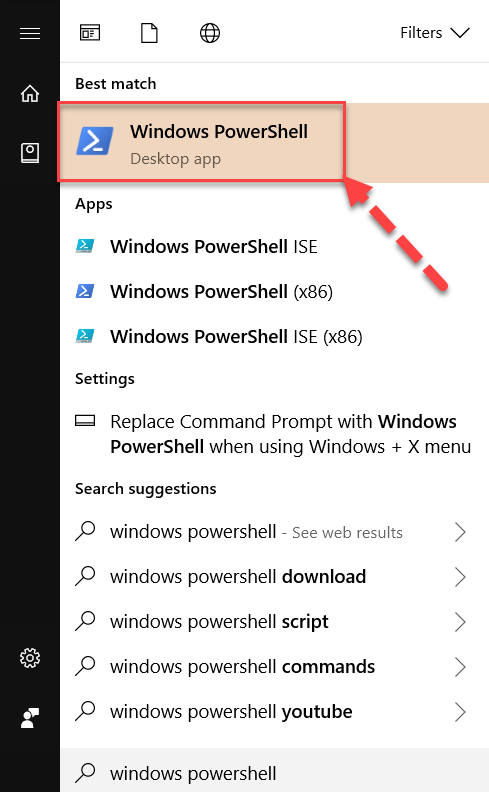 Filters
Best match
Windows PowerShell
Desktop app
Apps
Windows PowerShell ISE
Windows PowerShell (x86)
Windows PowerShell ISE (x86)
Settings
Replace Command Prompt with Windows
PowerShell when using Windows + X menu
Search suggestions
windows powershell - See web results
windows powershell download
windows powershell script
windows powershell commands
windows powershell youtube
windows powershell